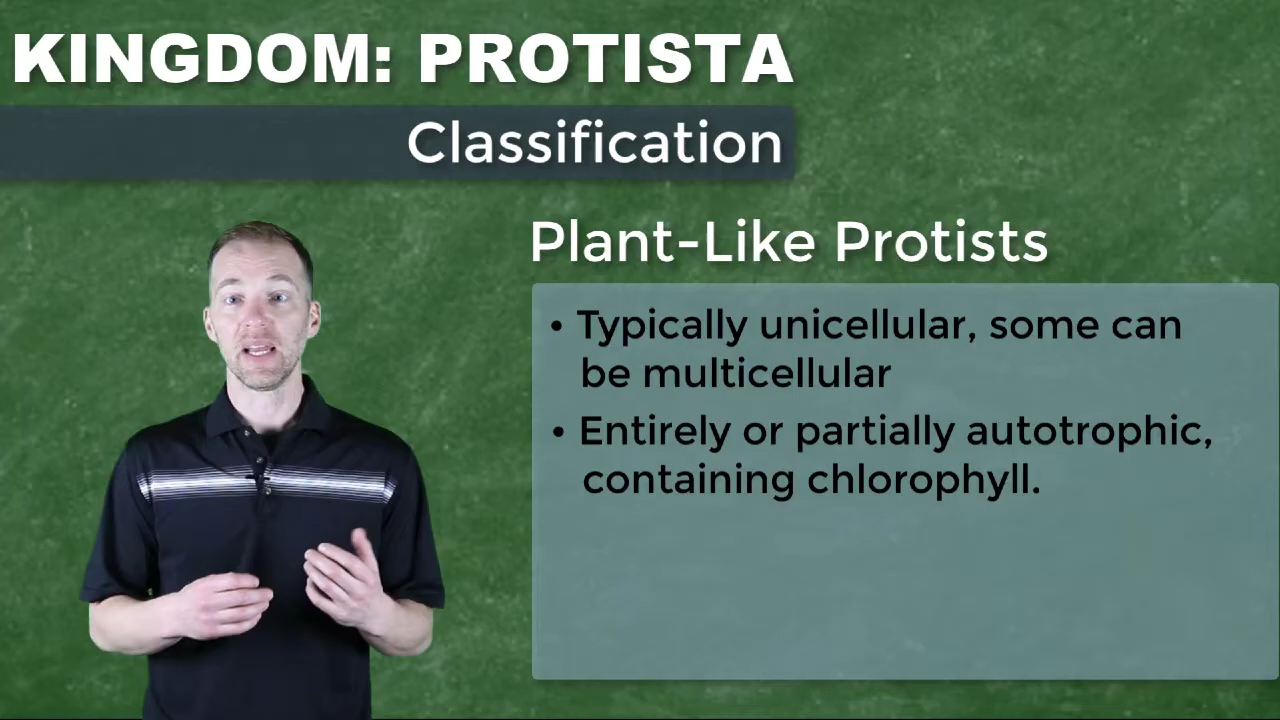 KINGDOM: PROTISTA
Classification
Plant-Like Protists
• Typically unicellular, some can
be multicellular
• Entirely or partially autotrophic,
containing chlorophyll.